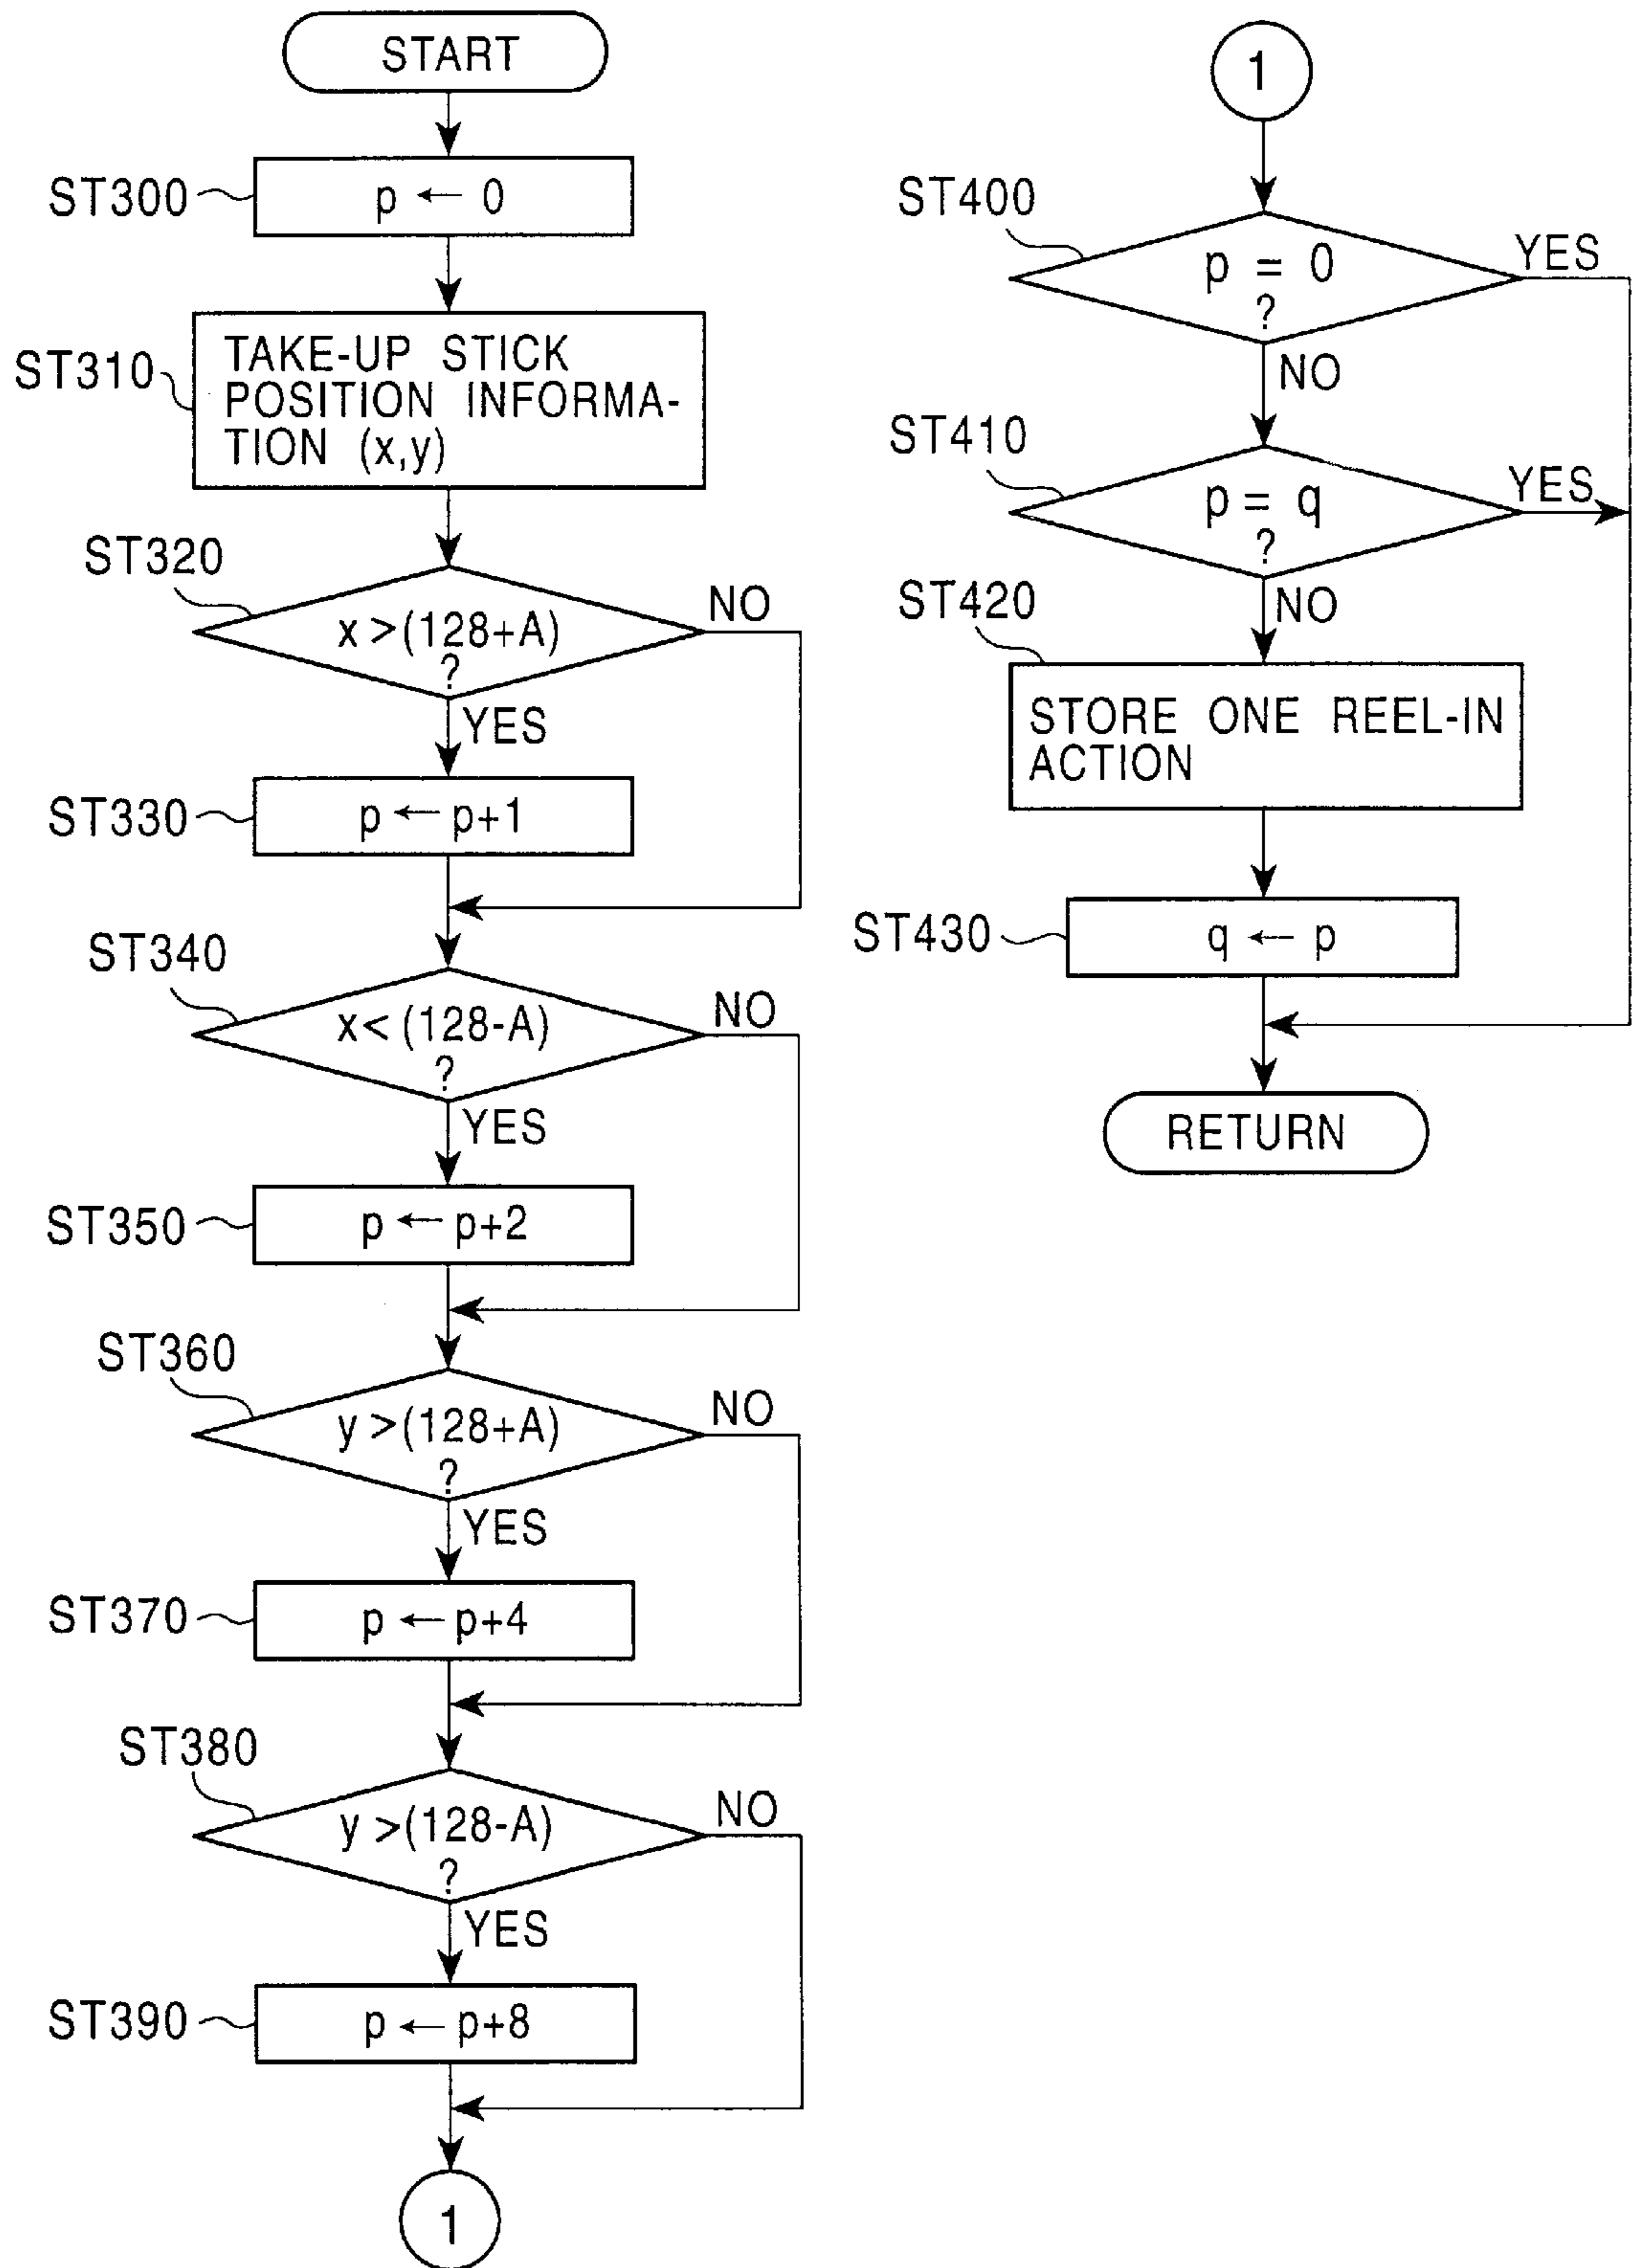 START
ST300
p ← 0
ST310
TAKE-UP STICK
POSITION INFORMA-
TION (x,y)
ST320
x >(128+A)
?
NO
YES
ST330
p ← p+1
ST340
x< (128-A)
?
NO
YES
ST350
p ← p+2
ST360
y >(128+A)
?
NO
YES
ST370
p ← p+4
ST380
y >(128-A)
?
NO
YES
ST390
p ← p+8
1
1
ST400
p = 0
?
YES
NO
ST410
p = q
?
YES
NO
ST420
STORE ONE REEL-IN
ACTION
ST430
q ← p
RETURN